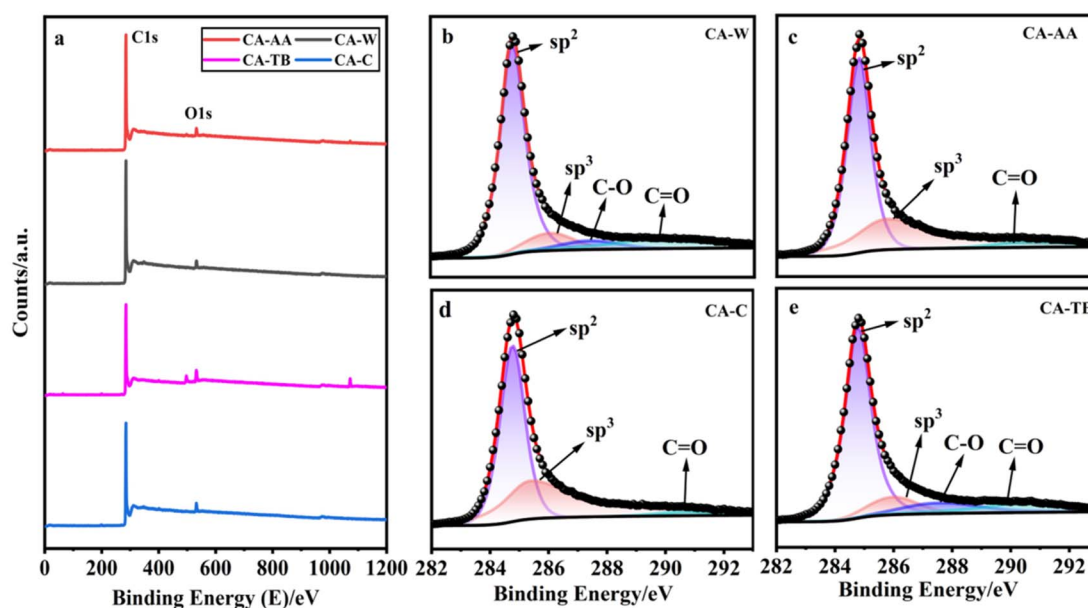 a
C1s
CA-AA
CA-W
CA-TB
CA-C
O1s
Counts/a.u.
0 200 400 600 800 1000 1200
Binding Energy (E)/eV
b
CA-W
sp²
sp³
C-O
C=O
c
CA-AA
sp²
sp³
C=O
d
CA-C
sp²
sp³
C=O
282 284 286 288 290 292
Binding Energy/eV
e
CA-TB
sp²
sp³
C-O
C=O
282 284 286 288 290 292
Binding Energy/eV